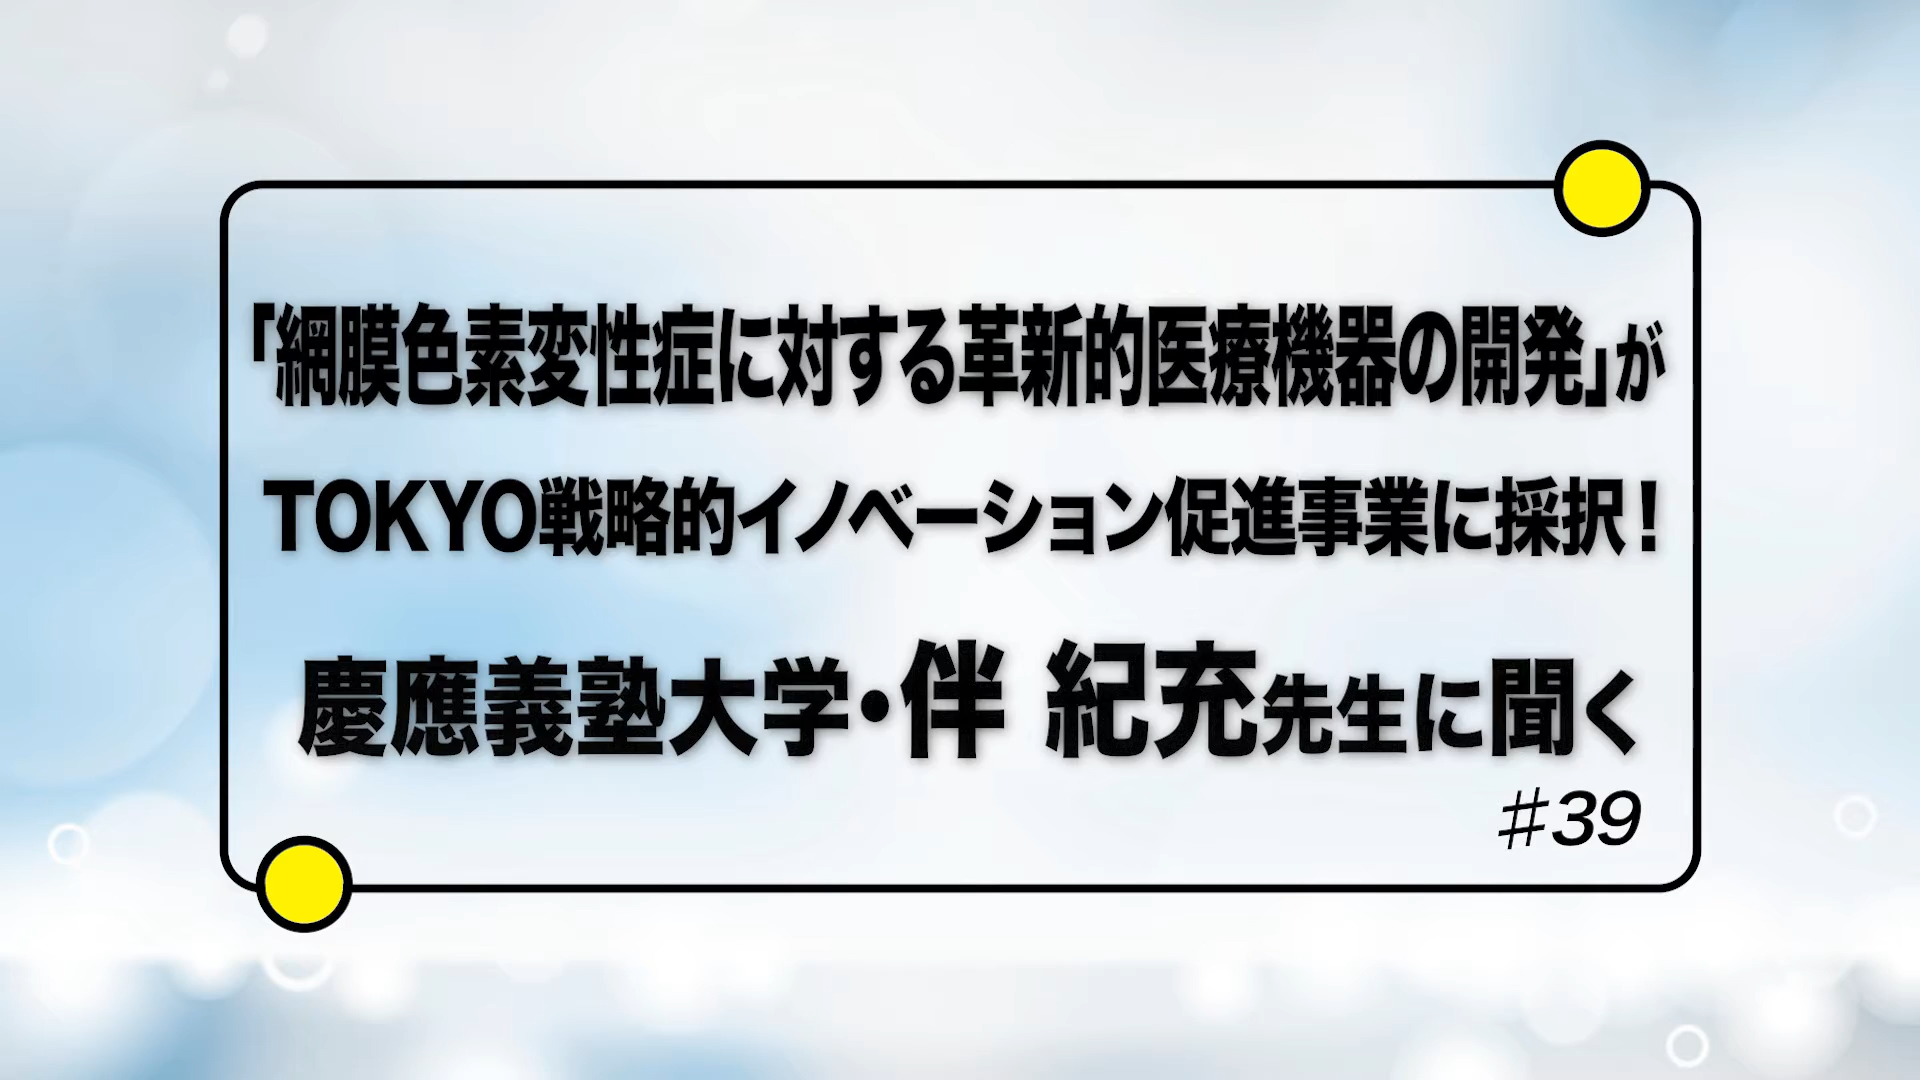 「網膜色素変性症に対する革新的医療機器の開発」が
TOKYO戦略的イノベーション促進事業に採択！
慶應義塾大学・伴 紀充先生に聞く
#39